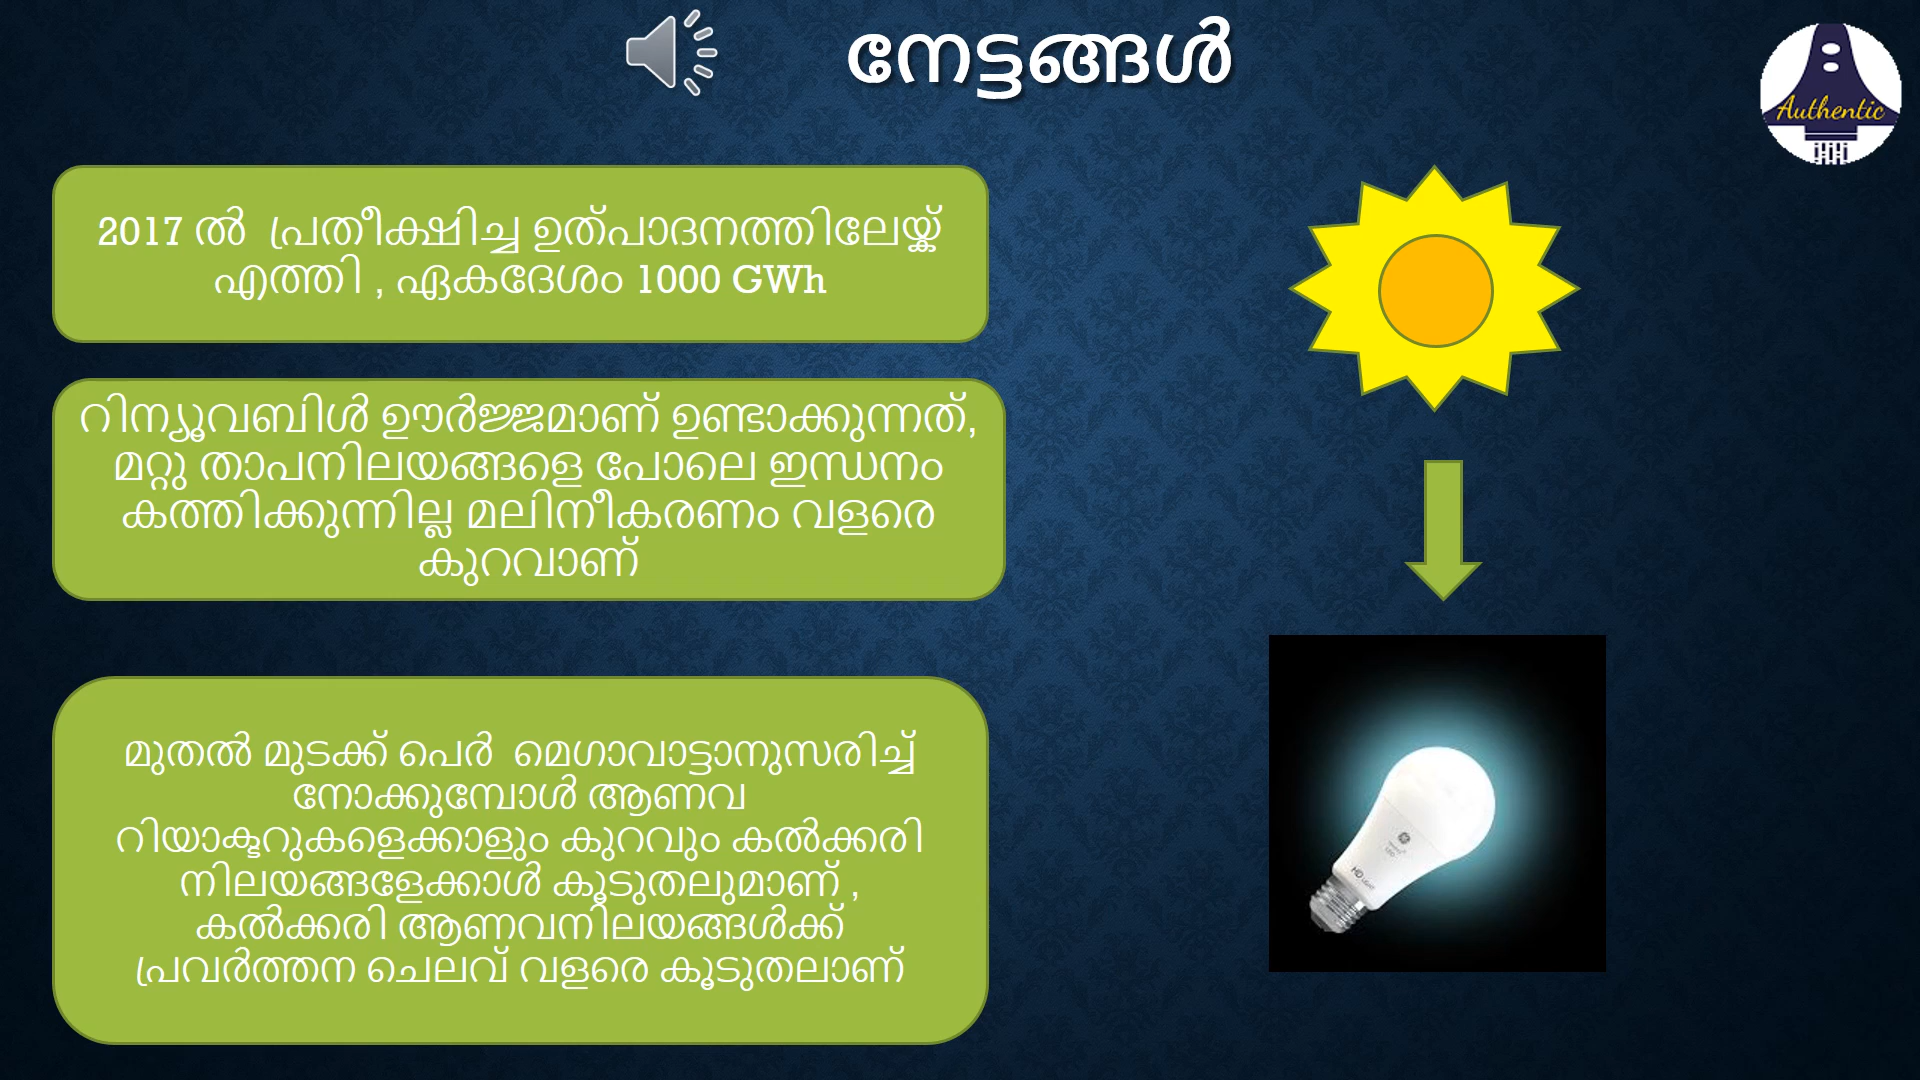 നേട്ടങ്ങൾ
Authentic
2017 ൽ പ്രതീക്ഷിച്ച ഉത്പാദനത്തിലേയ്ക്ക്
എത്തി , ഏകദേശം 1000 GWh
റിന്യൂവബിൾ ഊർജ്ജമാണ് ഉണ്ടാക്കുന്നത്,
മറ്റു താപനിലയങ്ങളെ പോലെ ഇന്ധനം
കത്തിക്കുന്നില്ല മലിനീകരണം വളരെ
കുറവാണ്
മുതൽ മുടക്ക് പെർ മെഗാവാട്ടാനുസരിച്ച്
നോക്കുമ്പോൾ ആണവ
റിയാക്ടറുകളെക്കാളും കുറവും കൽക്കരി
നിലയങ്ങളേക്കാൾ കൂടുതലുമാണ് ,
കൽക്കരി ആണവനിലയങ്ങൾക്ക്
പ്രവർത്തന ചെലവ് വളരെ കൂടുതലാണ്
HD LIGHT